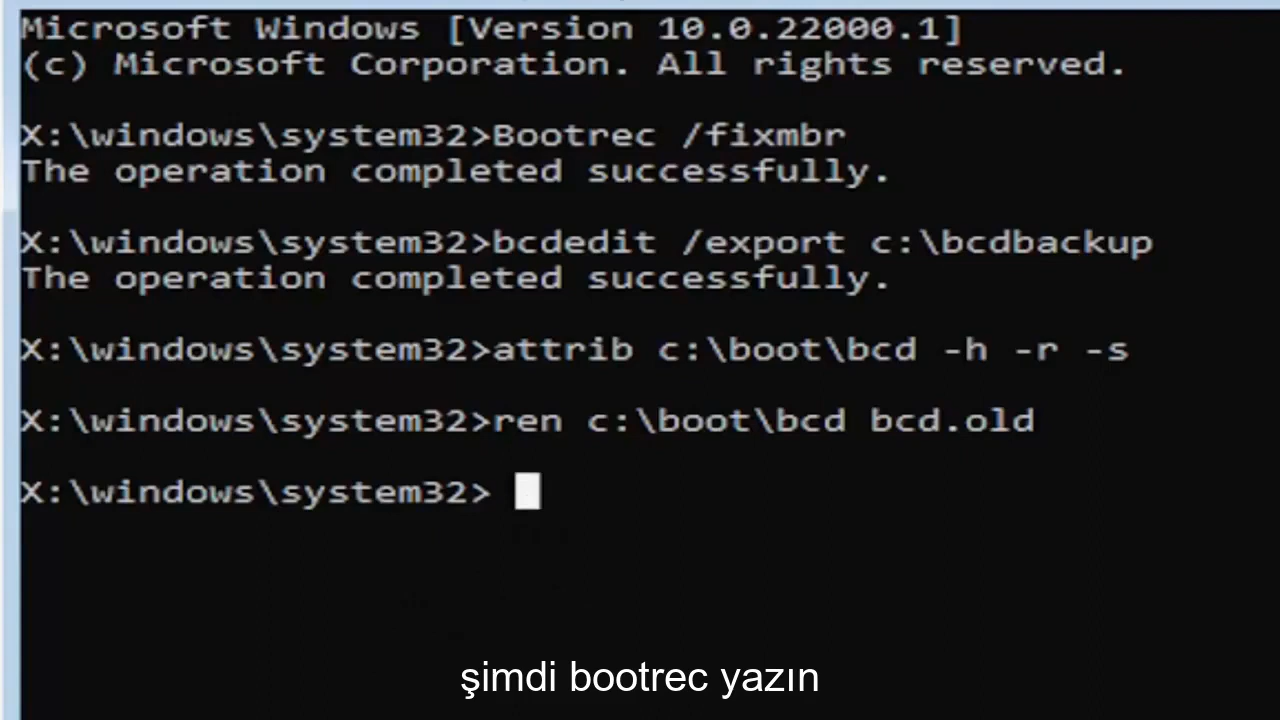 Microsoft Windows [Version 10.0.22000.1]
(c) Microsoft Corporation. All rights reserved.
X:\windows\system32>Bootrec /fixmbr
The operation completed successfully.
X:\windows\system32>bcdedit /export c:\bcdbackup
The operation completed successfully.
X:\windows\system32>attrib c:\boot\bcd -h -r -s
X:\windows\system32>ren c:\boot\bcd bcd.old
X:\windows\system32>
şimdi bootrec yazın